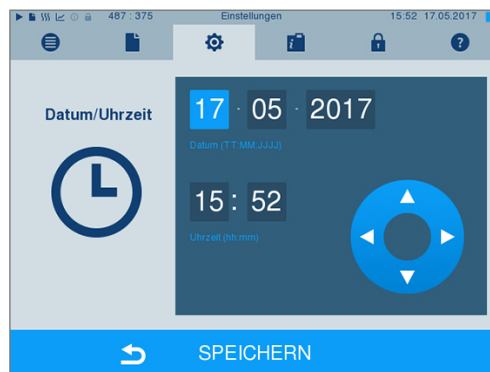 487 : 375 Einstellungen 15:52 17.05.2017
Datum/Uhrzeit
17 . 05 . 2017
Datum (TT:MM:JJJJ)
15 : 52
Uhrzeit (hh:mm)
SPEICHERN